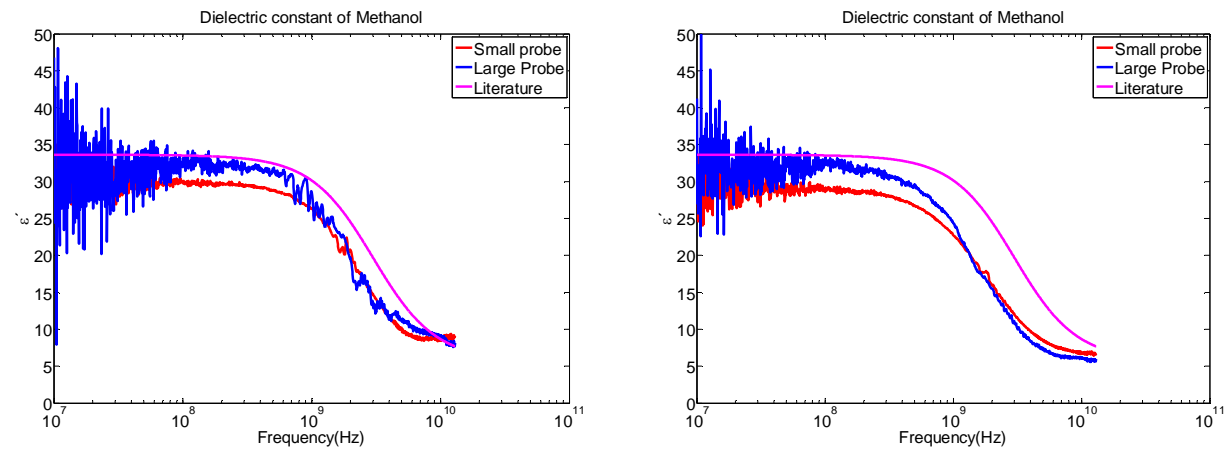 Dielectric constant of Methanol
50
45
40
35
30
25
20
15
10
5
0
ε´
Small probe
Large Probe
Literature
10^7
10^8
10^9
10^10
10^11
Frequency(Hz)
Dielectric constant of Methanol
50
45
40
35
30
25
20
15
10
5
0
ε´
Small probe
Large Probe
Literature
10^7
10^8
10^9
10^10
10^11
Frequency(Hz)